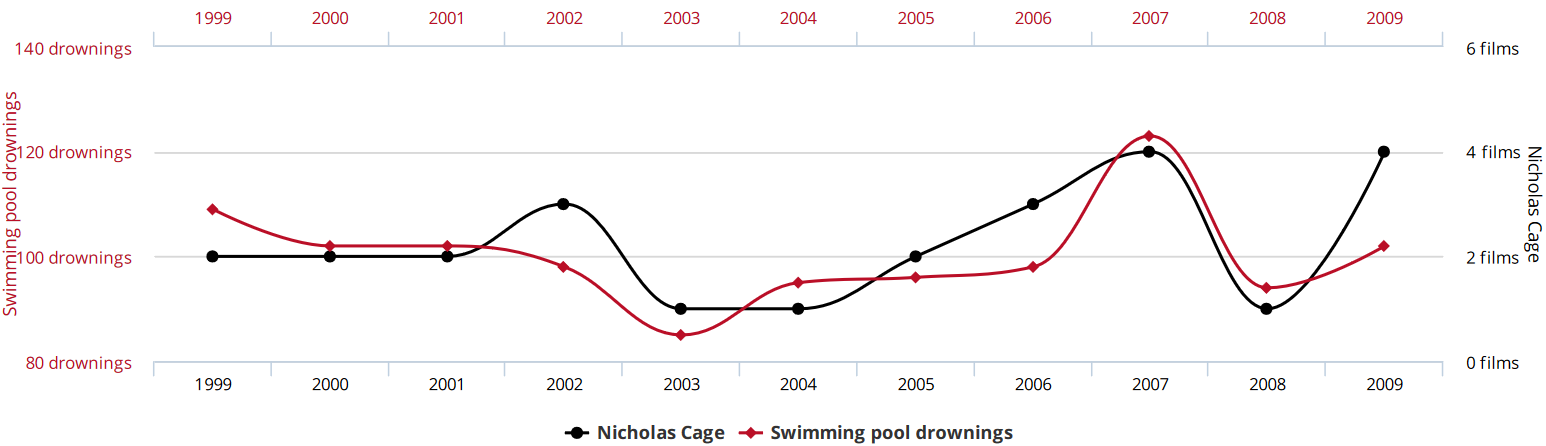 1999 2000 2001 2002 2003 2004 2005 2006 2007 2008 2009
140 drownings
6 films
Swimming pool drownings
120 drownings
4 films
Nicholas Cage
100 drownings
2 films
80 drownings
0 films
1999 2000 2001 2002 2003 2004 2005 2006 2007 2008 2009
Nicholas Cage Swimming pool drownings